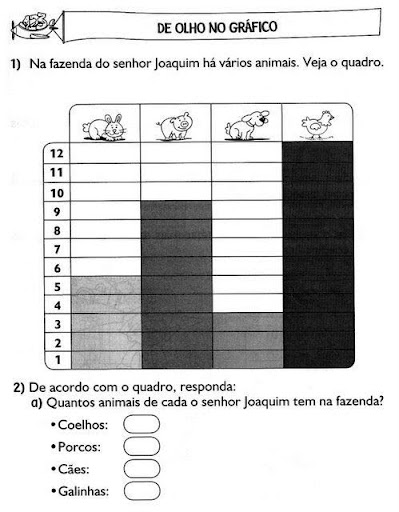 DE OLHO NO GRÁFICO
1) Na fazenda do senhor Joaquim há vários animais. Veja o quadro.
12
11
10
9
8
7
6
5
4
3
2
1
2) De acordo com o quadro, responda:
a) Quantos animais de cada o senhor Joaquim tem na fazenda?
• Coelhos:
• Porcos:
• Cães:
• Galinhas: